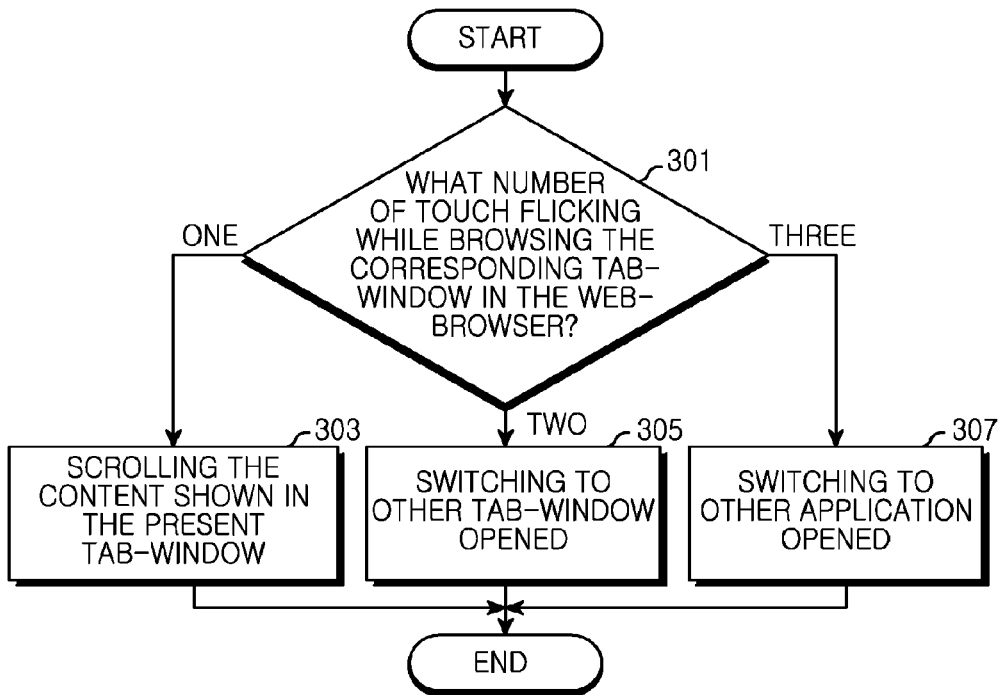 START
301
WHAT NUMBER
OF TOUCH FLICKING
WHILE BROWSING THE
CORRESPONDING TAB-
WINDOW IN THE WEB-
BROWSER?
ONE
THREE
TWO
303
SCROLLING THE
CONTENT SHOWN IN
THE PRESENT
TAB-WINDOW
305
SWITCHING TO
OTHER TAB-WINDOW
OPENED
307
SWITCHING TO
OTHER APPLICATION
OPENED
END